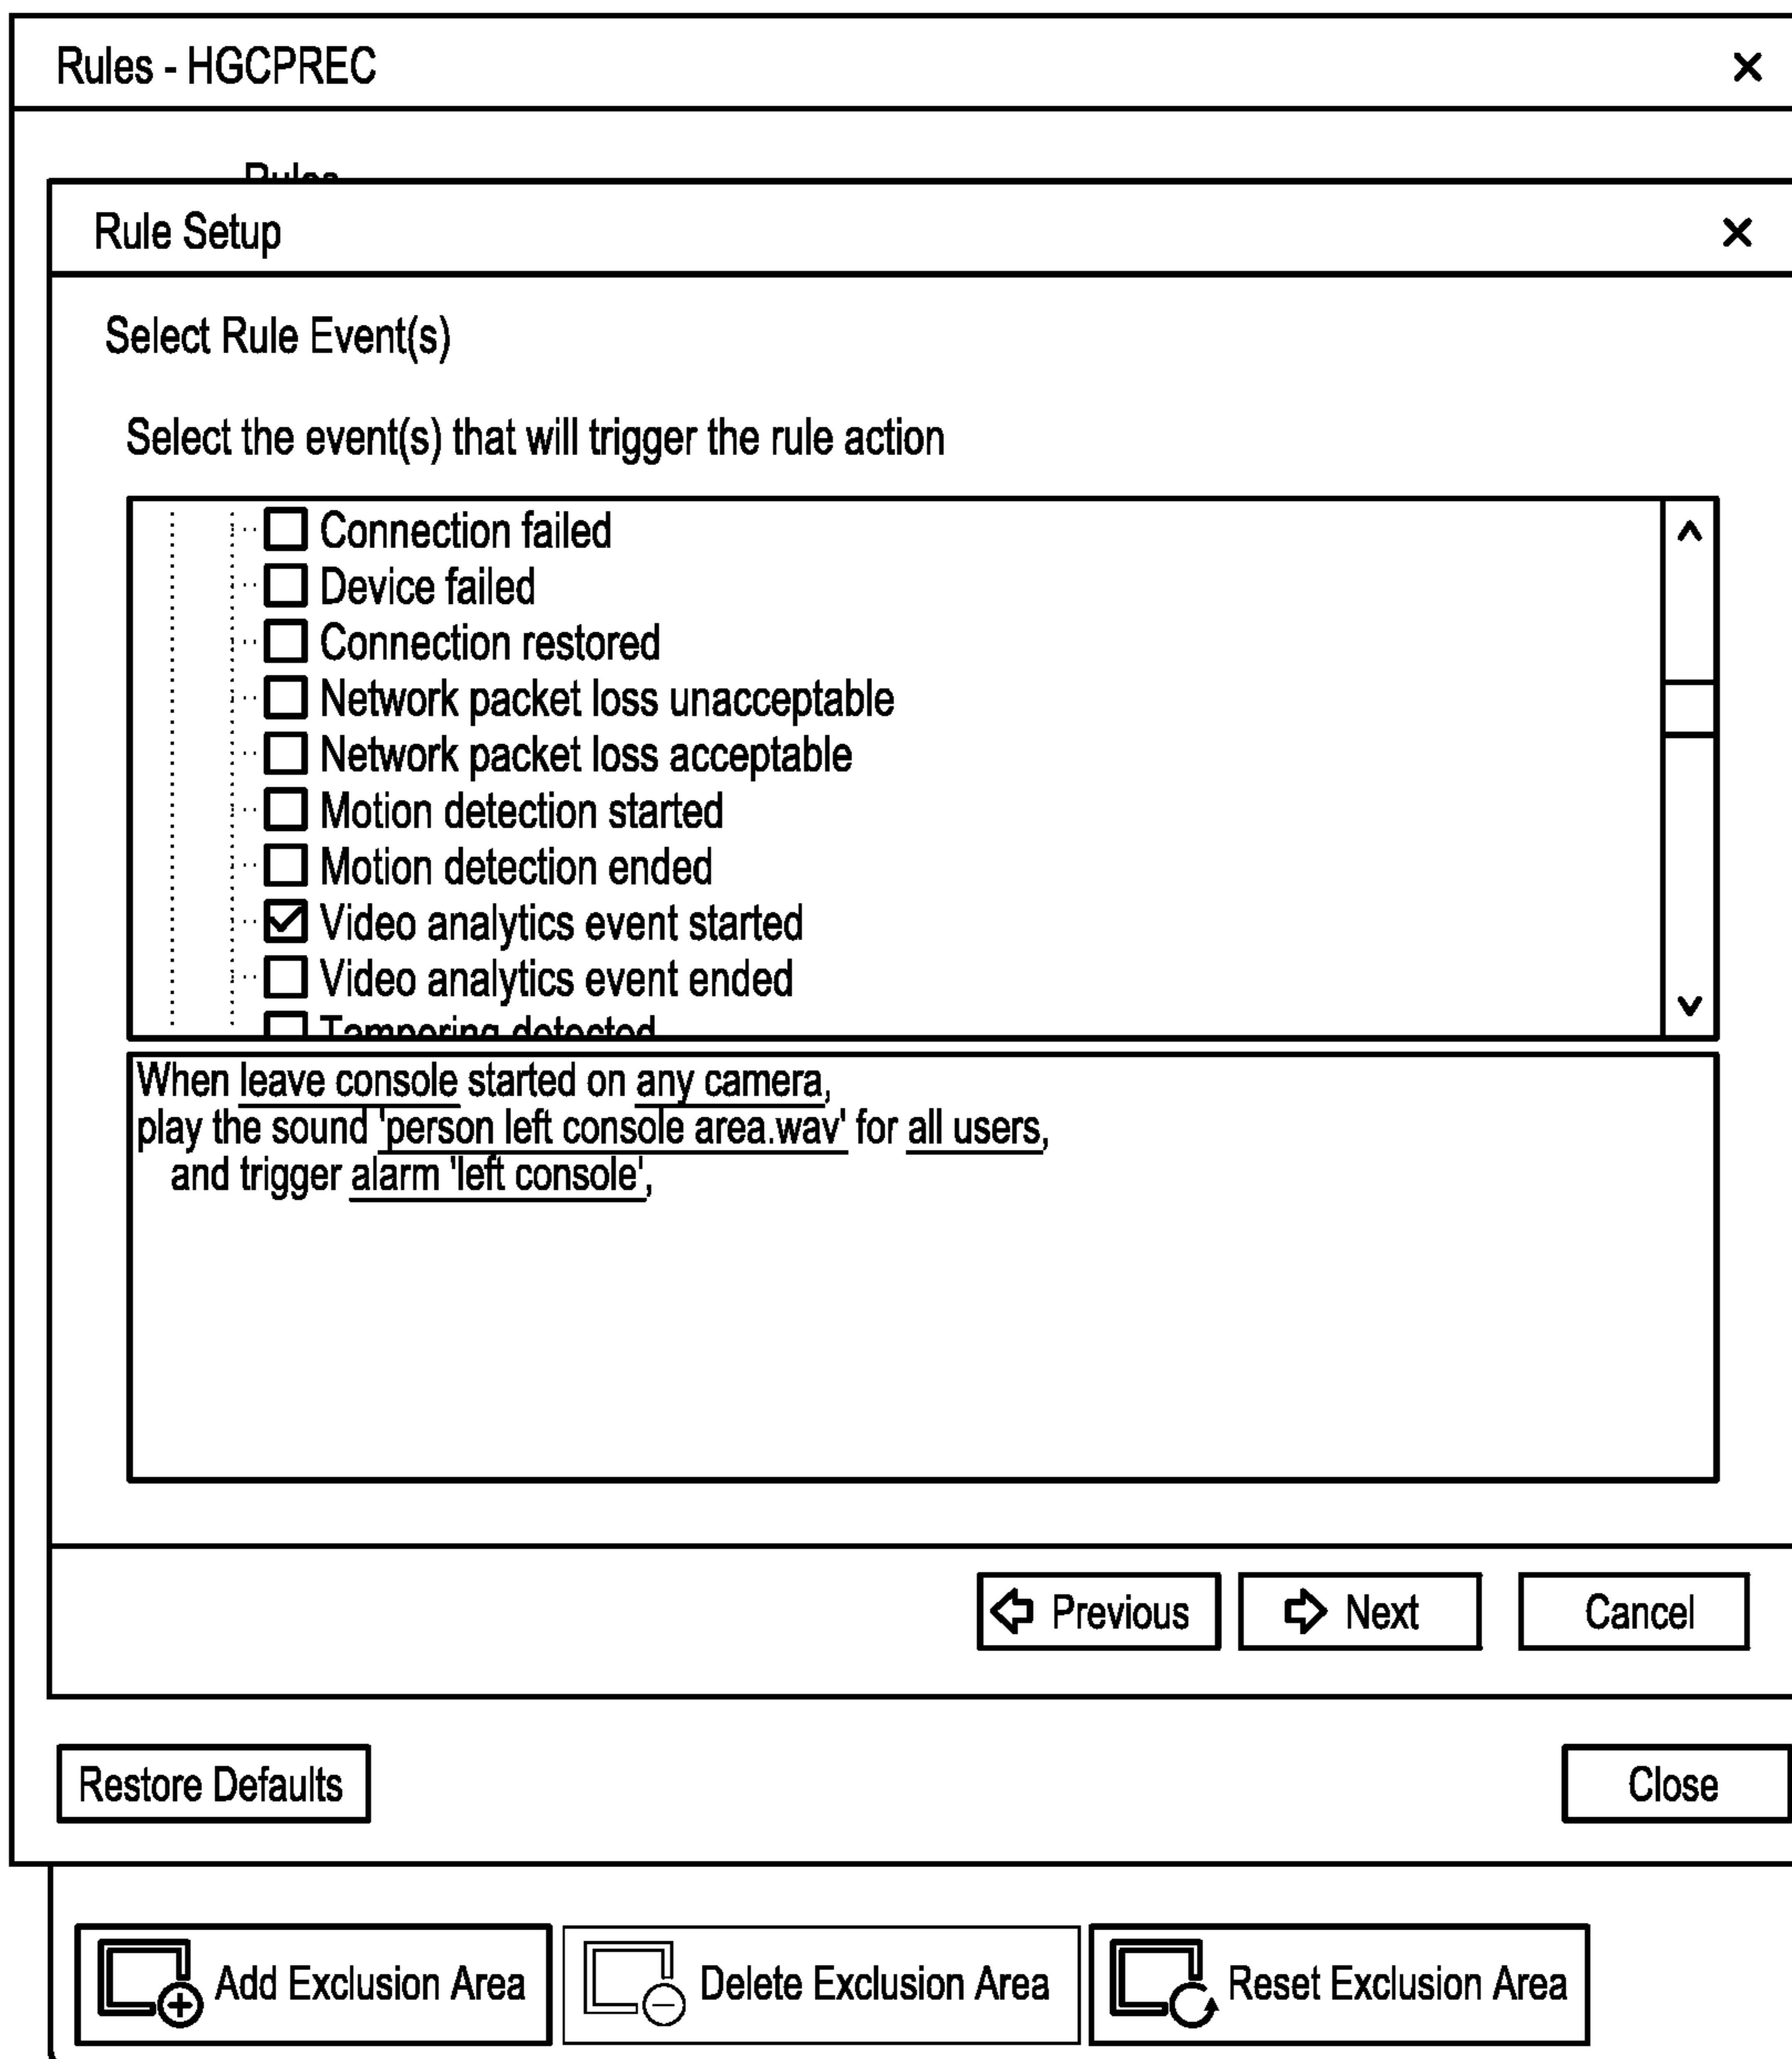 Rules - HGCPREC
Rules
Rule Setup
Select Rule Event(s)
Select the event(s) that will trigger the rule action
Connection failed
Device failed
Connection restored
Network packet loss unacceptable
Network packet loss acceptable
Motion detection started
Motion detection ended
Video analytics event started
Video analytics event ended
Tampering detected
When leave console started on any camera,
play the sound 'person left console area.wav' for all users,
and trigger alarm 'left console',
Previous Next Cancel
Restore Defaults Close
Add Exclusion Area Delete Exclusion Area Reset Exclusion Area